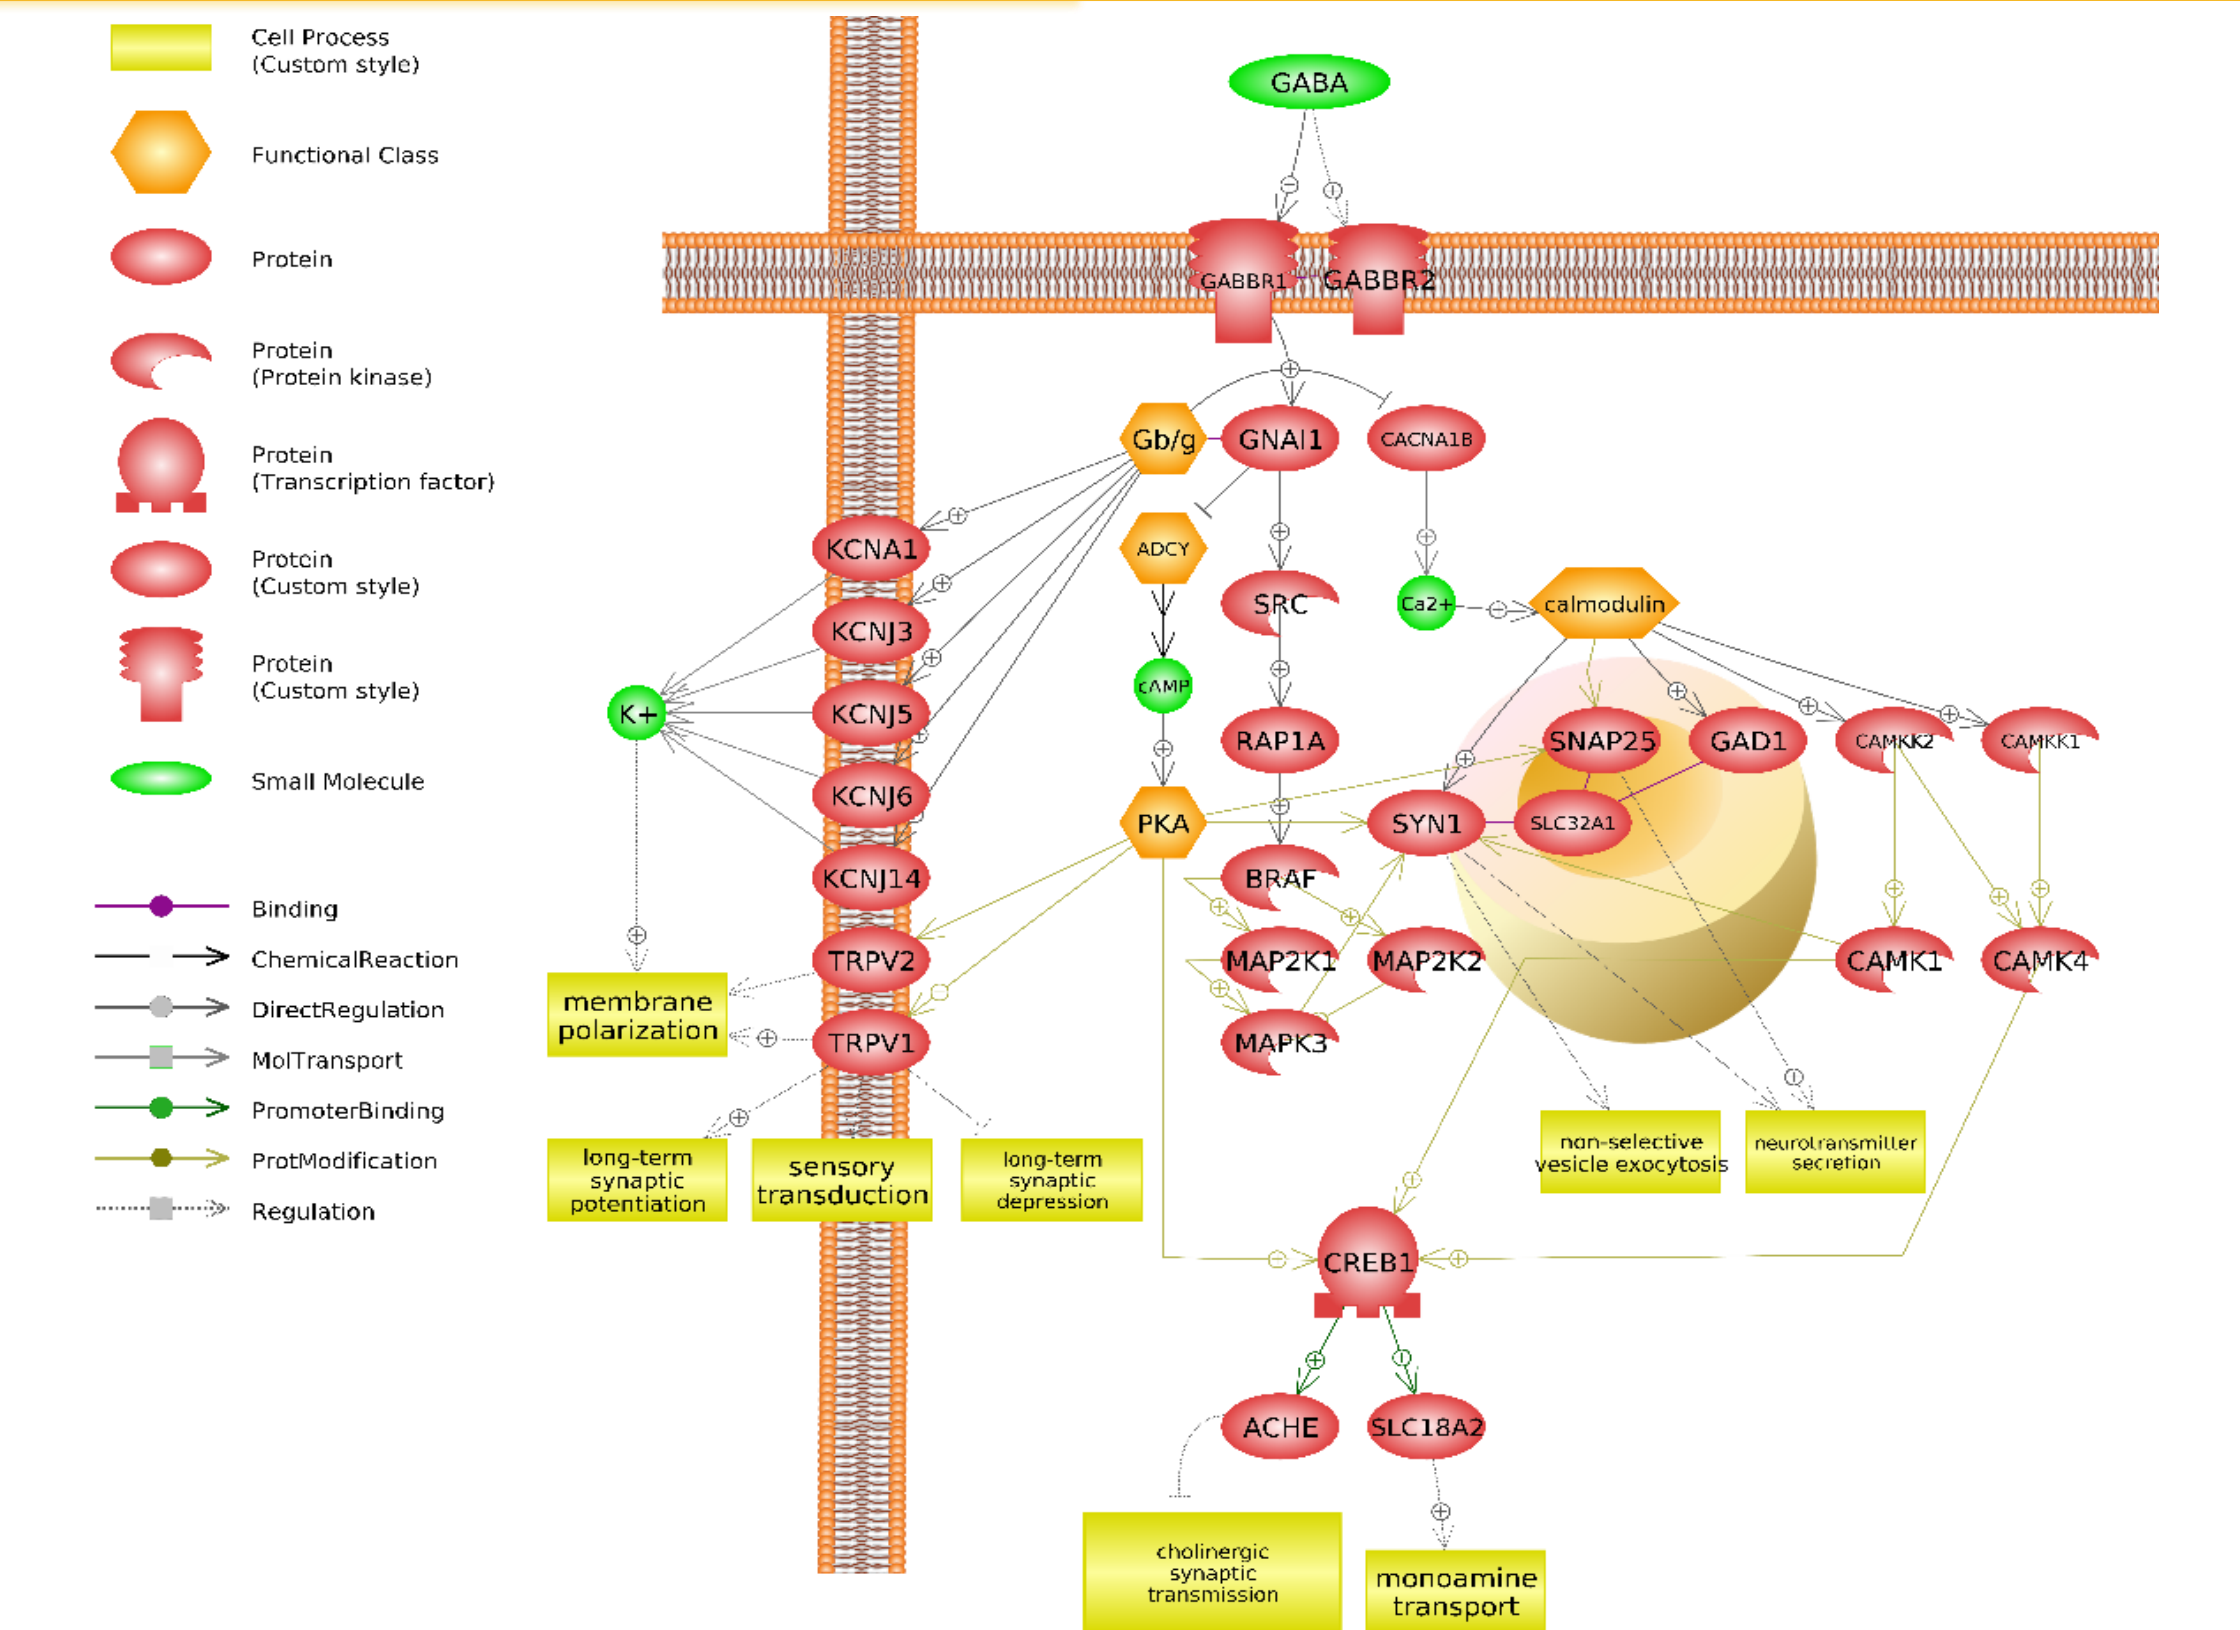 Cell Process
(Custom style)
Functional Class
Protein
Protein
(Protein kinase)
Protein
(Transcription factor)
Protein
(Custom style)
Protein
(Custom style)
Small Molecule
Binding
ChemicalReaction
DirectRegulation
MolTransport
PromoterBinding
ProtModification
Regulation
GABA
GABBR1
GABBR2
Gb/g
GNAI1
CACNA1B
KCNA1
ADCY
KCNJ3
SRC
Ca2+
calmodulin
K+
KCNJ5
cAMP
RAP1A
SNAP25
GAD1
CAMKK2
CAMKK1
KCNJ6
PKA
SYN1
SLC32A1
KCNJ14
BRAF
TRPV2
MAP2K1
MAP2K2
CAMK1
CAMK4
membrane
polarization
TRPV1
MAPK3
long-term
synaptic
potentiation
sensory
transduction
long-term
synaptic
depression
non-selective
vesicle exocytosis
neurotransmitter
secretion
CREB1
ACHE
SLC18A2
cholinergic
synaptic
transmission
monoamine
transport